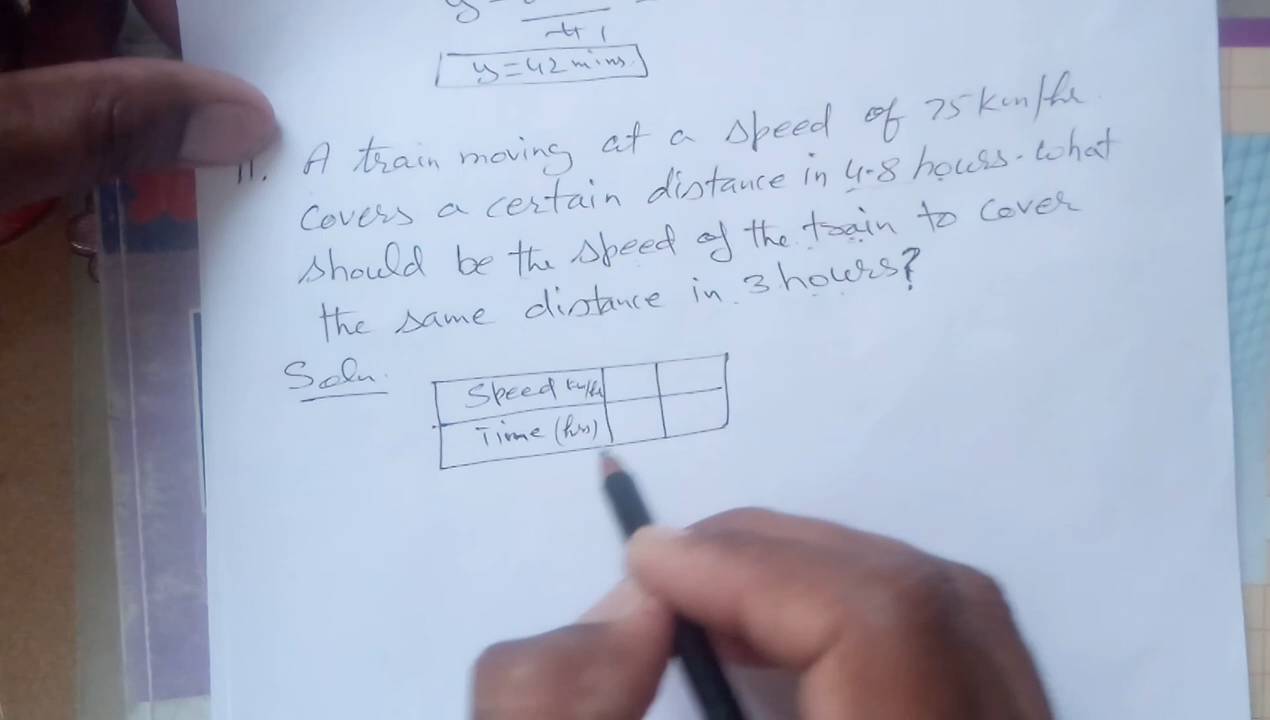 y =
-4 1
y = 42 mins.
11. A train moving at a speed of 75 km/hr.
covers a certain distance in 4.8 hours. what
should be the speed of the train to cover
the same distance in 3 hours?
Soln.
Speed km/hr
Time (hrs)